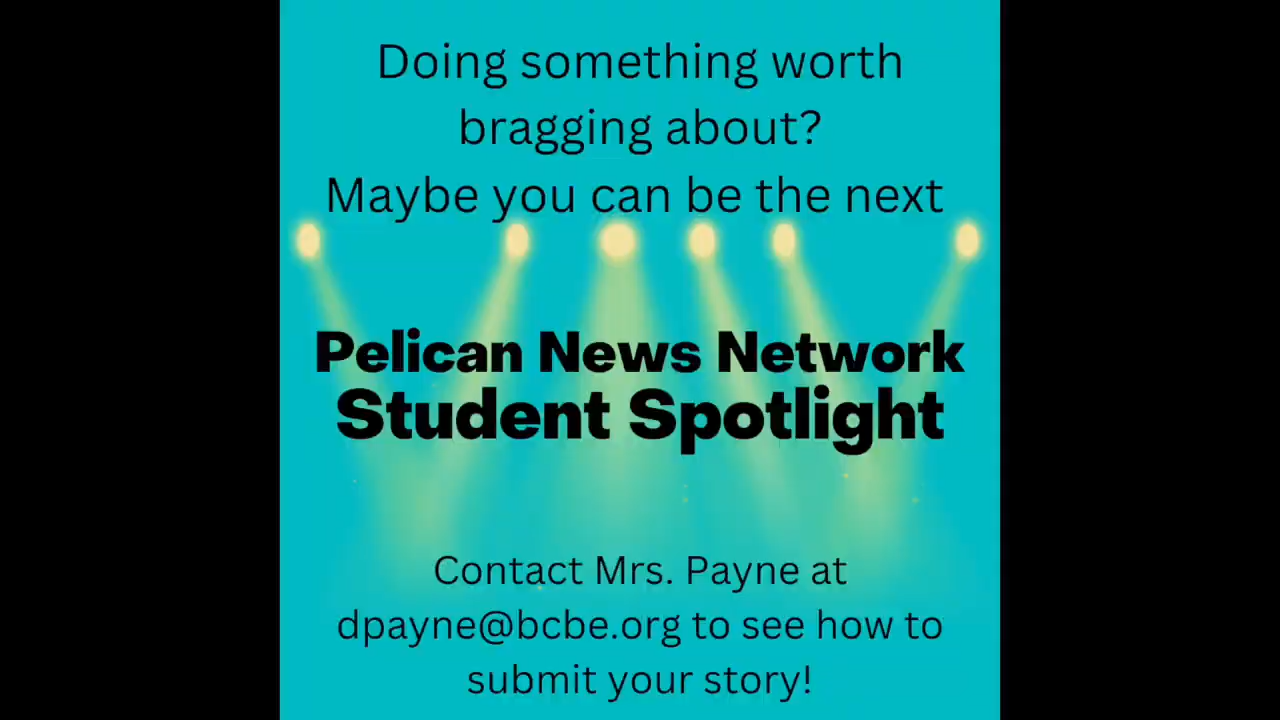 Doing something worth
bragging about?
Maybe you can be the next
Pelican News Network
Student Spotlight
Contact Mrs. Payne at
dpayne@bcbe.org to see how to
submit your story!